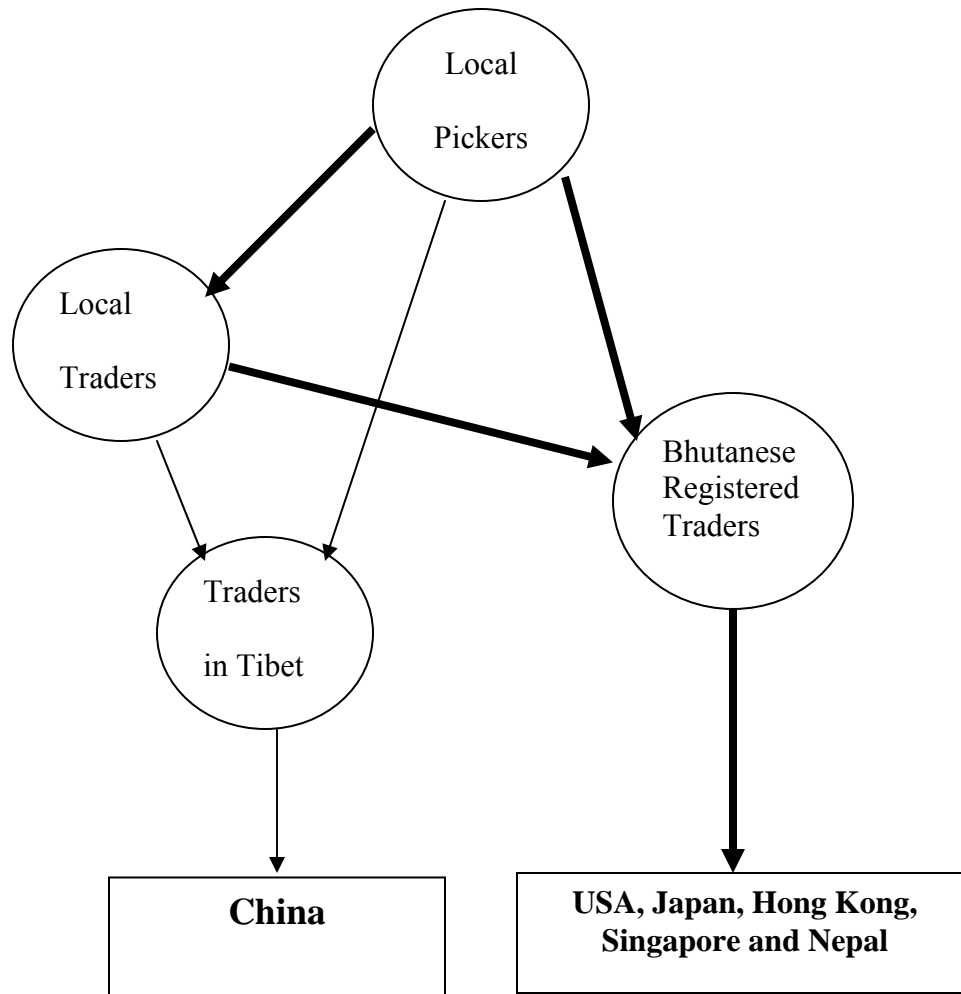 Local
Pickers
Local
Traders
Bhutanese
Registered
Traders
Traders
in Tibet
China
USA, Japan, Hong Kong,
Singapore and Nepal